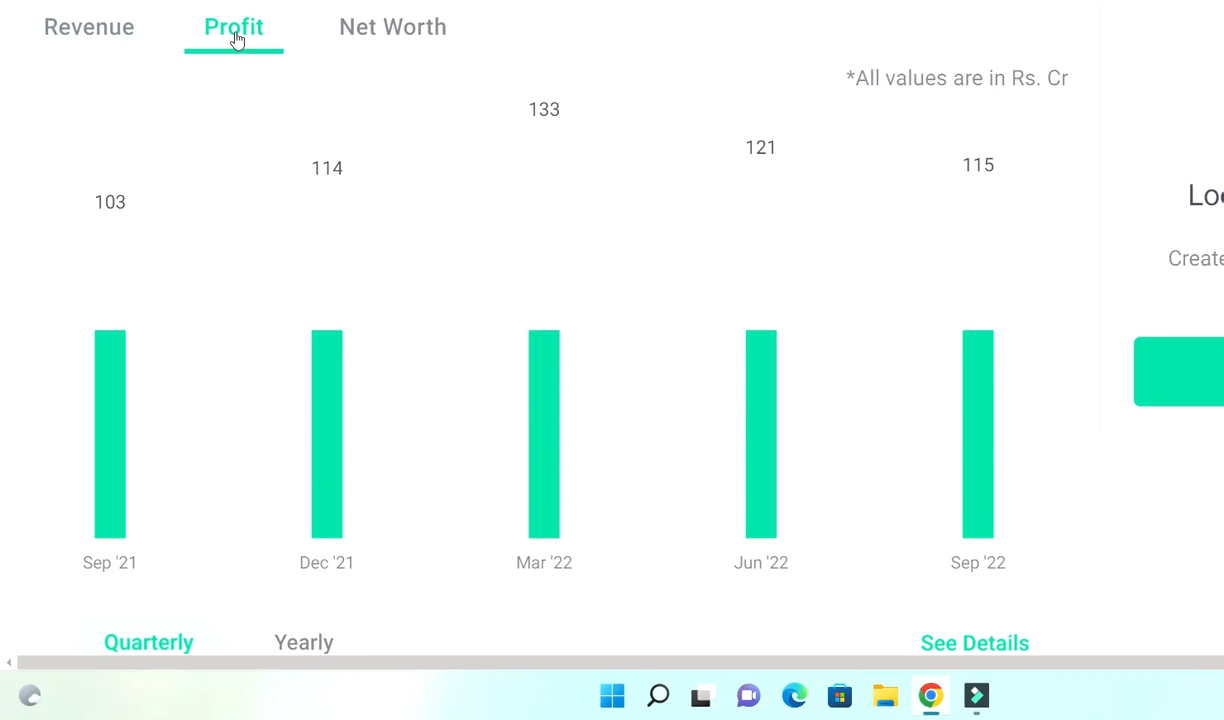 Revenue Profit Net Worth
*All values are in Rs. Cr
133
121
115
114
103
Sep '21 Dec '21 Mar '22 Jun '22 Sep '22
Quarterly Yearly See Details
Create